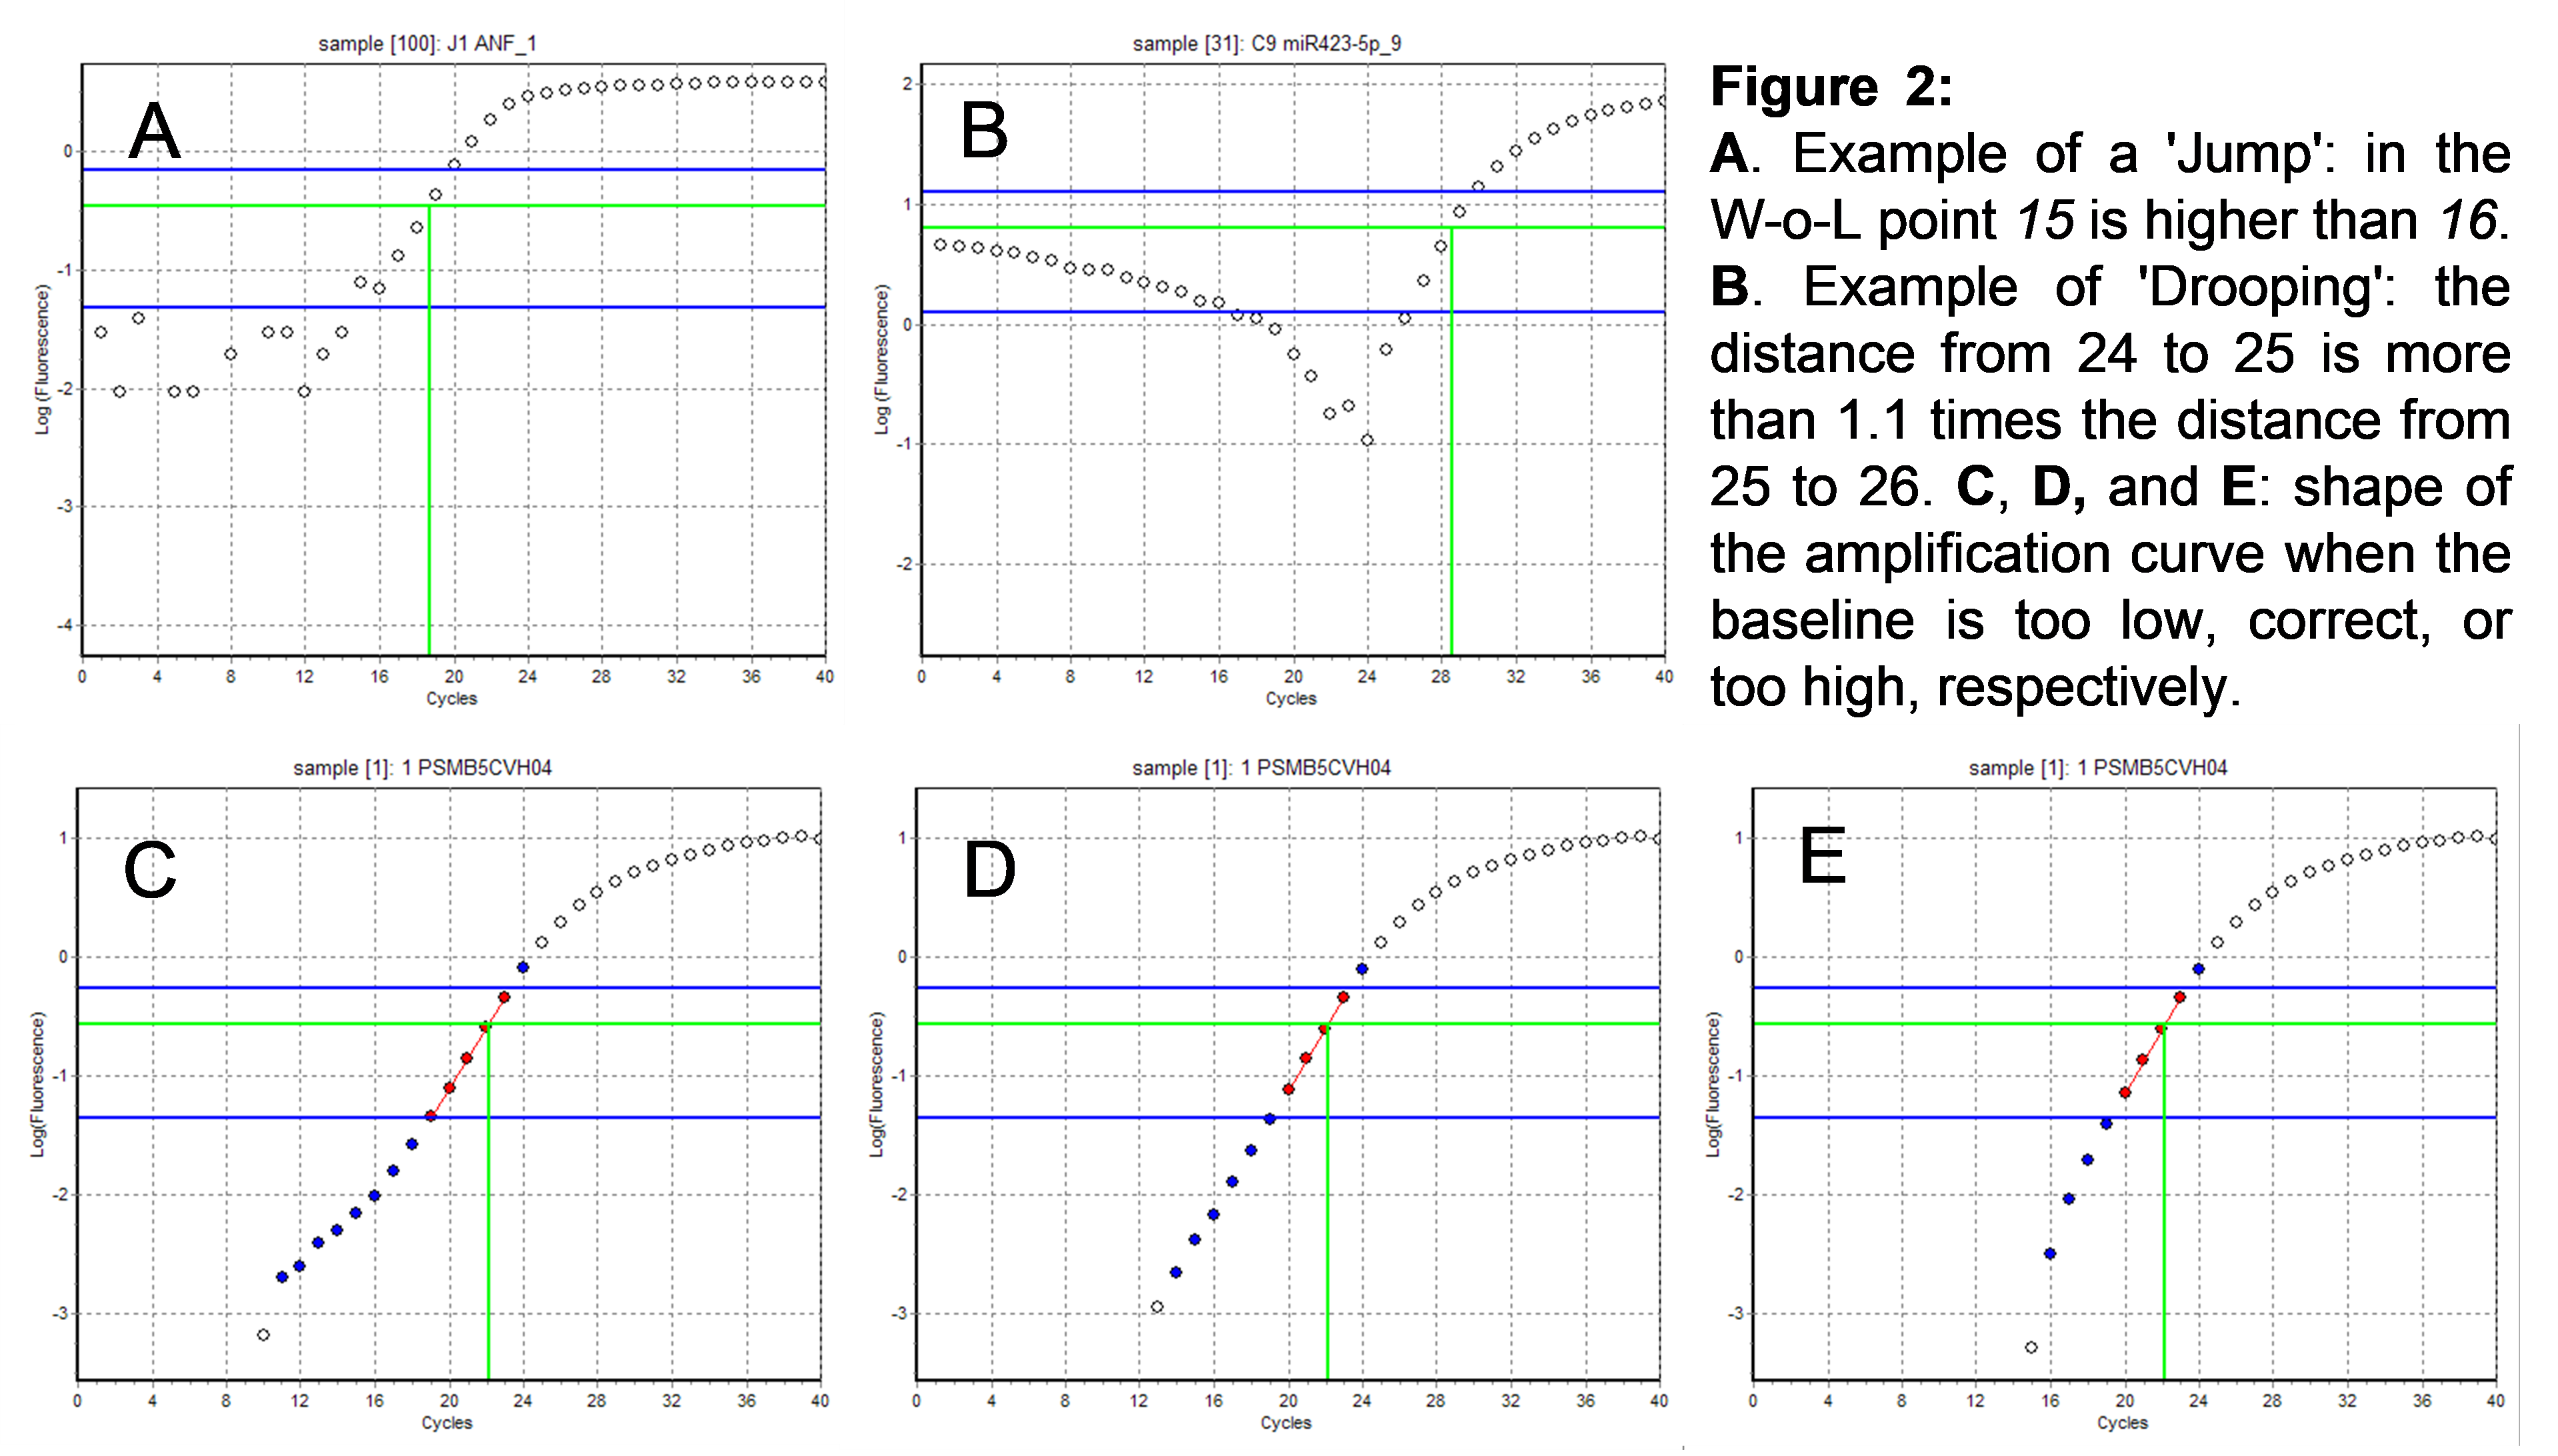 sample [100]: J1 ANF_1
A
0
-1
-2
-3
-4
Log (Fluorescence)
0 4 8 12 16 20 24 28 32 36 40
Cycles
sample [31]: C9 miR423-5p_9
B
2
1
0
-1
-2
Log (Fluorescence)
0 4 8 12 16 20 24 28 32 36 40
Cycles
Figure 2:
A. Example of a 'Jump': in the
W-o-L point 15 is higher than 16.
B. Example of 'Drooping': the
distance from 24 to 25 is more
than 1.1 times the distance from
25 to 26. C, D, and E: shape of
the amplification curve when the
baseline is too low, correct, or
too high, respectively.
sample [1]: 1 PSMB5CVH04
C
1
0
-1
-2
-3
Log(Fluorescence)
0 4 8 12 16 20 24 28 32 36 40
Cycles
sample [1]: 1 PSMB5CVH04
D
1
0
-1
-2
-3
Log(Fluorescence)
0 4 8 12 16 20 24 28 32 36 40
Cycles
sample [1]: 1 PSMB5CVH04
E
1
0
-1
-2
-3
Log(Fluorescence)
0 4 8 12 16 20 24 28 32 36 40
Cycles